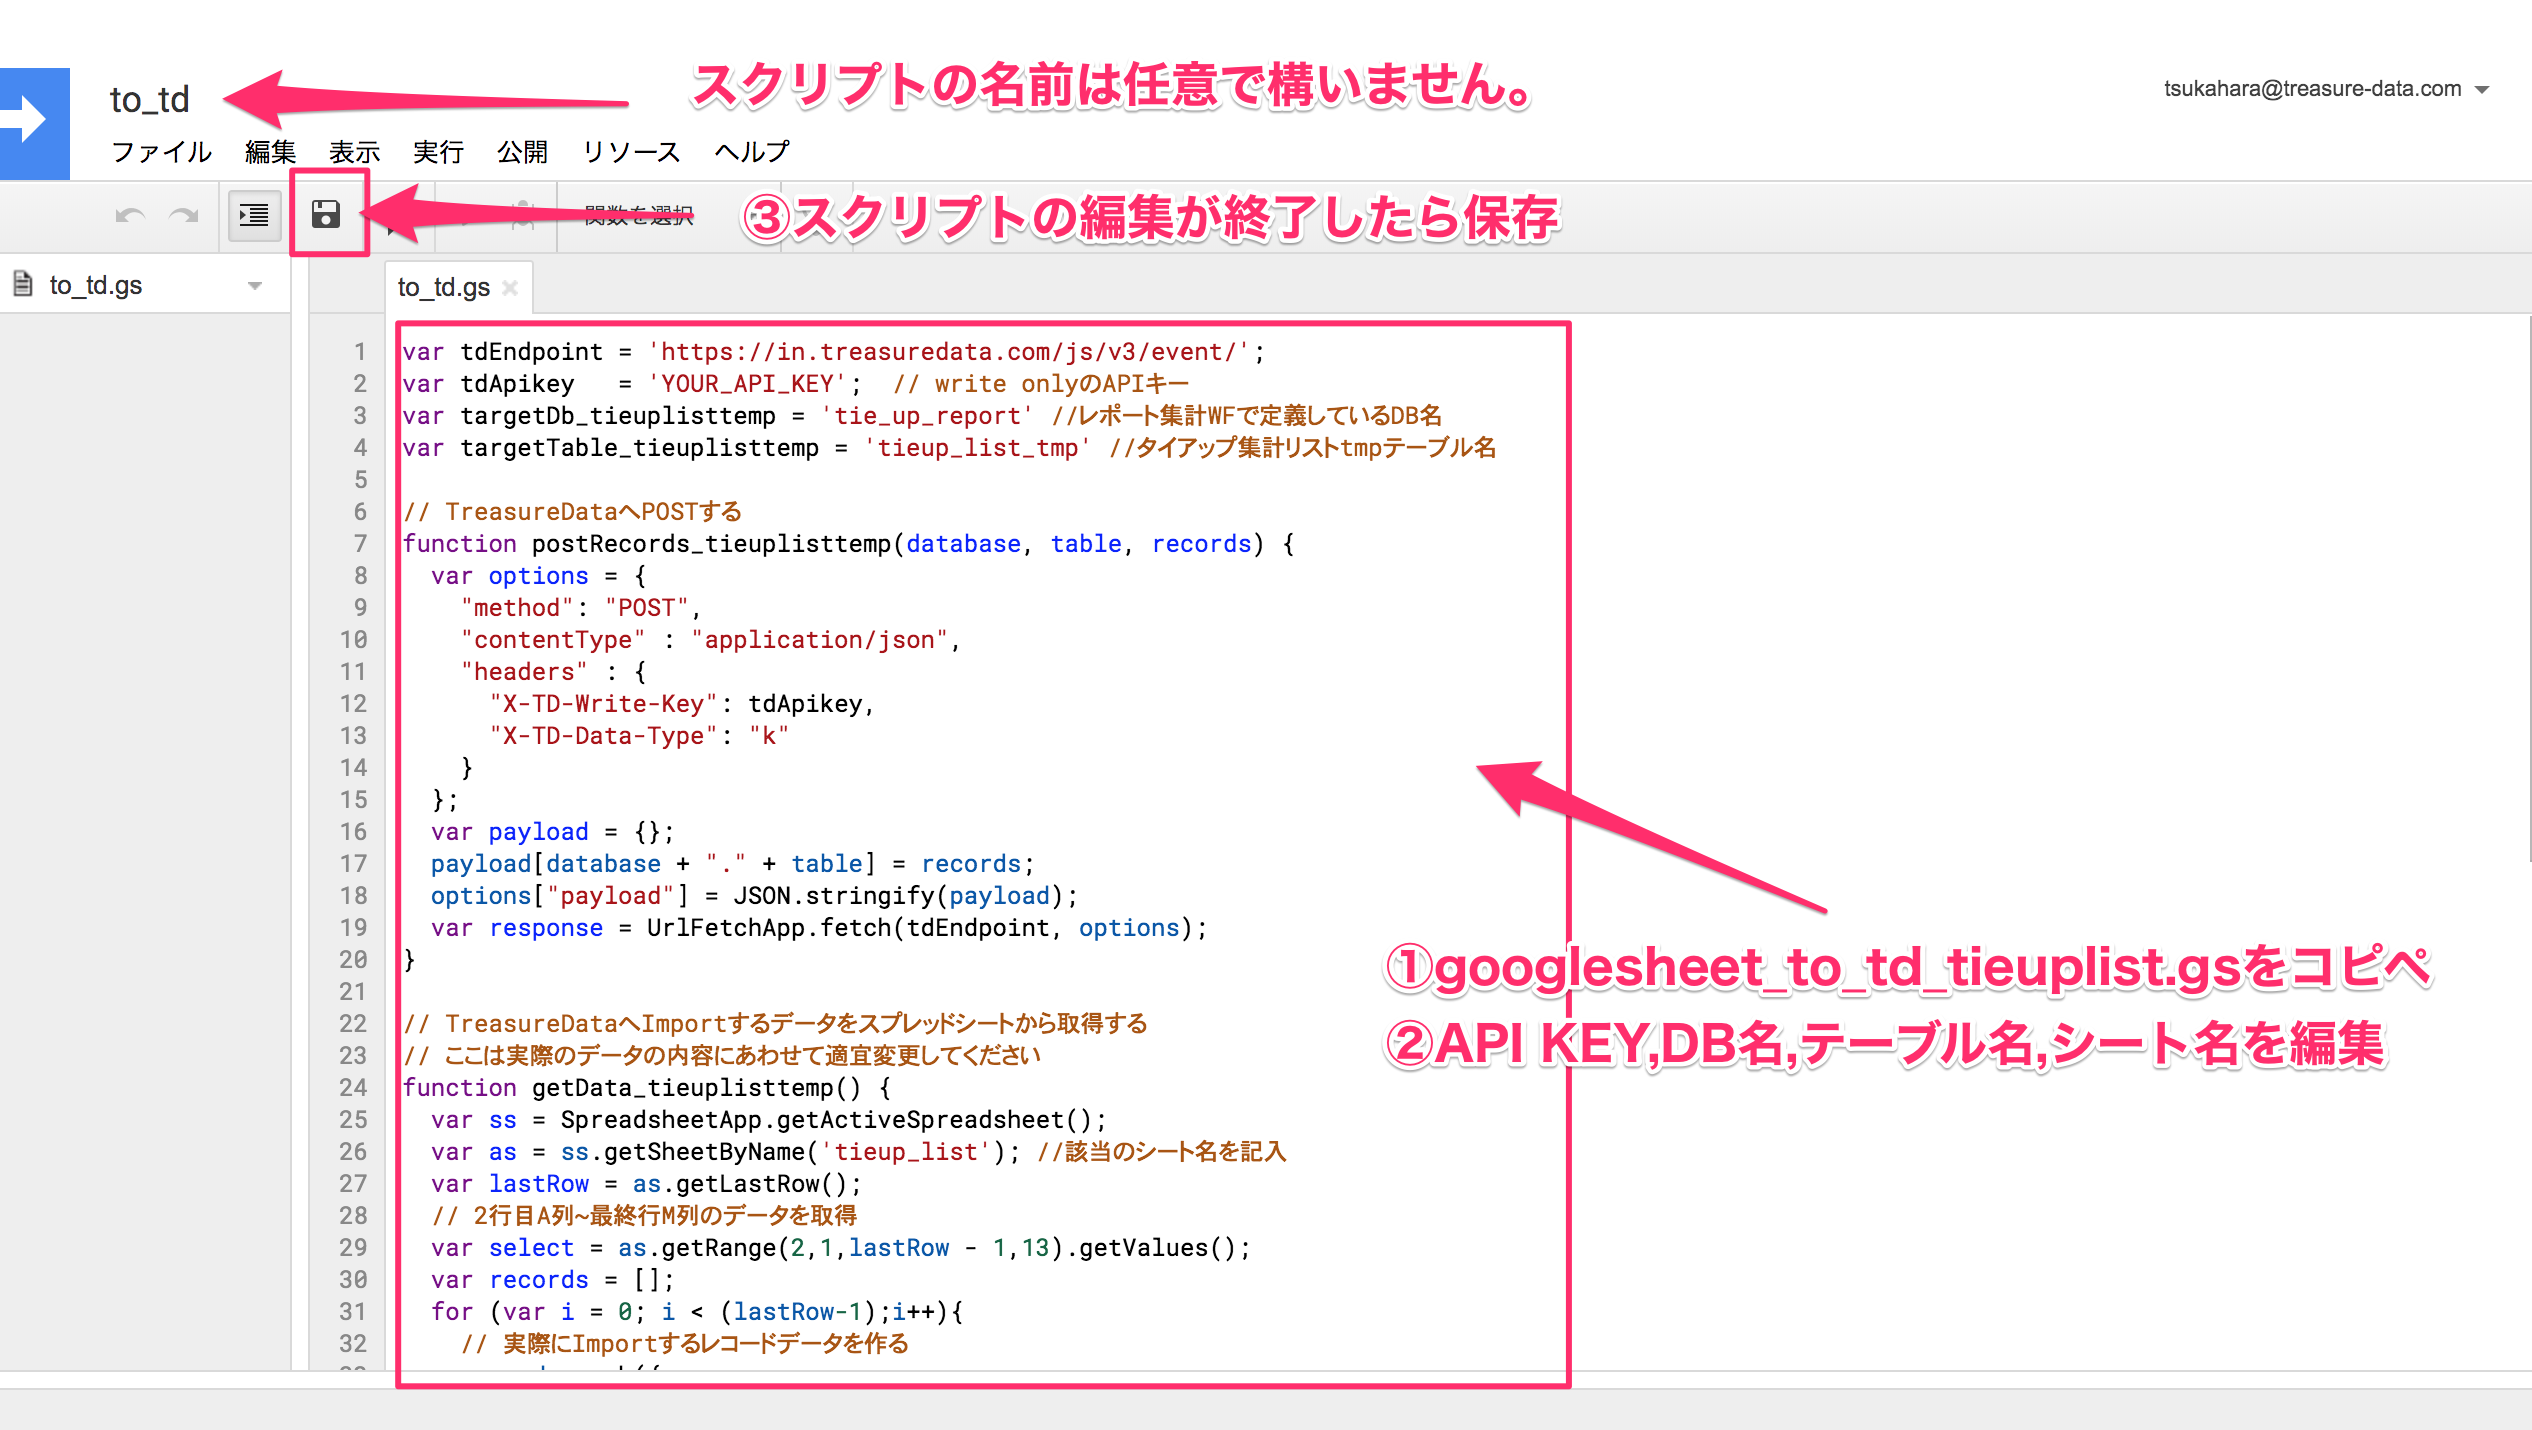 スクリプトの名前は任意で構いません。
to_td
tsukahara@treasure-data.com
ファイル 編集 表示 実行 公開 リソース ヘルプ
関数を選択
③スクリプトの編集が終了したら保存
to_td.gs
to_td.gs
1 var tdEndpoint = 'https://in.treasuredata.com/js/v3/event/';
2 var tdApikey   = 'YOUR_API_KEY';  // write onlyのAPIキー
3 var targetDb_tieuplisttemp = 'tie_up_report' //レポート集計WFで定義しているDB名
4 var targetTable_tieuplisttemp = 'tieup_list_tmp' //タイアップ集計リストtmpテーブル名
5
6 // TreasureDataへPOSTする
7 function postRecords_tieuplisttemp(database, table, records) {
8   var options = {
9     "method": "POST",
10     "contentType" : "application/json",
11     "headers" : {
12       "X-TD-Write-Key": tdApikey,
13       "X-TD-Data-Type": "k"
14     }
15   };
16   var payload = {};
17   payload[database + "." + table] = records;
18   options["payload"] = JSON.stringify(payload);
19   var response = UrlFetchApp.fetch(tdEndpoint, options);
20 }
21
22 // TreasureDataへImportするデータをスプレッドシートから取得する
23 // ここは実際のデータの内容にあわせて適宜変更してください
24 function getData_tieuplisttemp() {
25   var ss = SpreadsheetApp.getActiveSpreadsheet();
26   var as = ss.getSheetByName('tieup_list'); //該当のシート名を記入
27   var lastRow = as.getLastRow();
28   // 2行目A列~最終行M列のデータを取得
29   var select = as.getRange(2,1,lastRow - 1,13).getValues();
30   var records = [];
31   for (var i = 0; i < (lastRow-1);i++){
32     // 実際にImportするレコードデータを作る
①googlesheet_to_td_tieuplist.gsをコピペ
②API KEY,DB名,テーブル名,シート名を編集